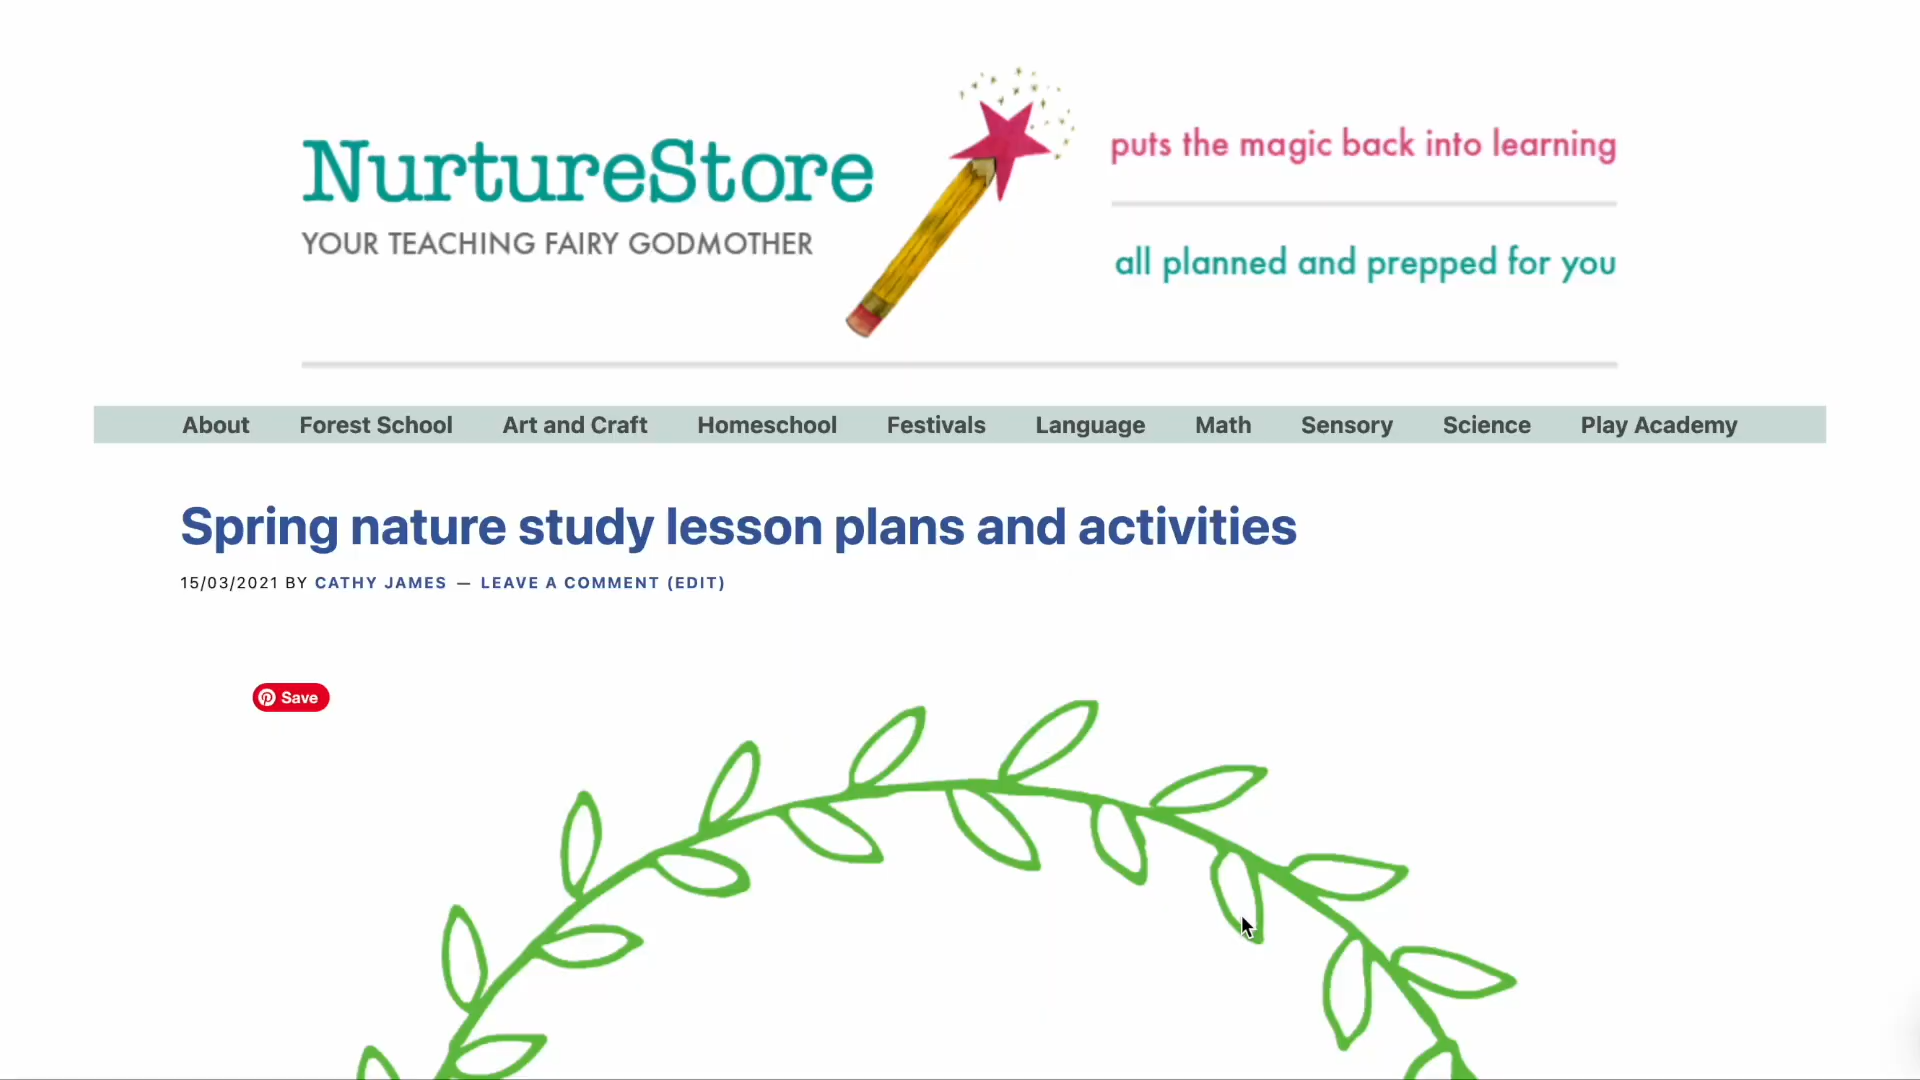 NurtureStore
YOUR TEACHING FAIRY GODMOTHER
puts the magic back into learning
all planned and prepped for you
About Forest School Art and Craft Homeschool Festivals Language Math Sensory Science Play Academy
Spring nature study lesson plans and activities
15/03/2021 BY CATHY JAMES — LEAVE A COMMENT (EDIT)
Save